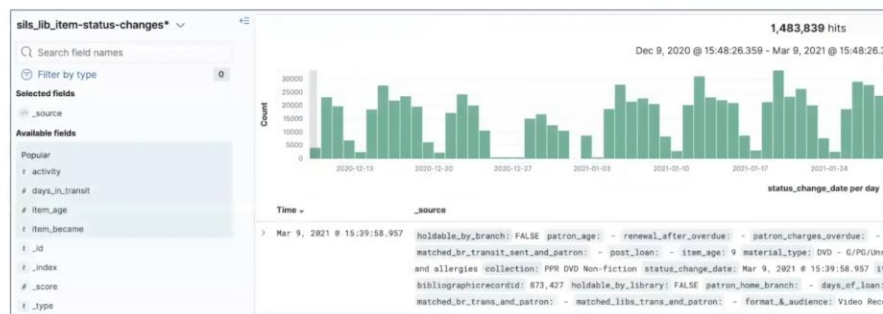 sils_lib_item-status-changes*
Search field names
Filter by type 0
Selected fields
_source
Available fields
Popular
t activity
# days_in_transit
# item_age
t item_became
t _id
t _index
# _score
t _type
1,483,839 hits
Dec 9, 2020 @ 15:48:26.359 - Mar 9, 2021 @ 15:48:26.3
Count
30000
25000
20000
15000
10000
5000
0
2020-12-13 2020-12-20 2020-12-27 2021-01-03 2021-01-10 2021-01-17 2021-01-24
status_change_date per day
Time _source
Mar 9, 2021 @ 15:39:58.957 holdable_by_branch: FALSE patron_age: - renewal_after_overdue: - patron_charges_overdue: -
matched_br_transit_sent_and_patron: - post_loan: - item_age: 9 material_type: DVD - G/PG/Unr
and allergies collection: PPR DVD Non-fiction status_change_date: Mar 9, 2021 @ 15:39:58.957 it
bibliographicrecordid: 873,427 holdable_by_library: FALSE patron_home_branch: - days_of_loan:
matched_br_trans_and_patron: - matched_libs_trans_and_patron: - format_&_audience: Video Reco